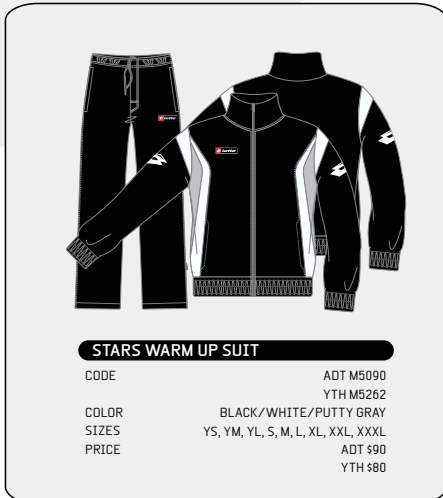 lotto
lotto
STARS WARM UP SUIT
CODE ADT M5090
YTH M5262
COLOR BLACK/WHITE/PUTTY GRAY
SIZES YS, YM, YL, S, M, L, XL, XXL, XXXL
PRICE ADT $90
YTH $80